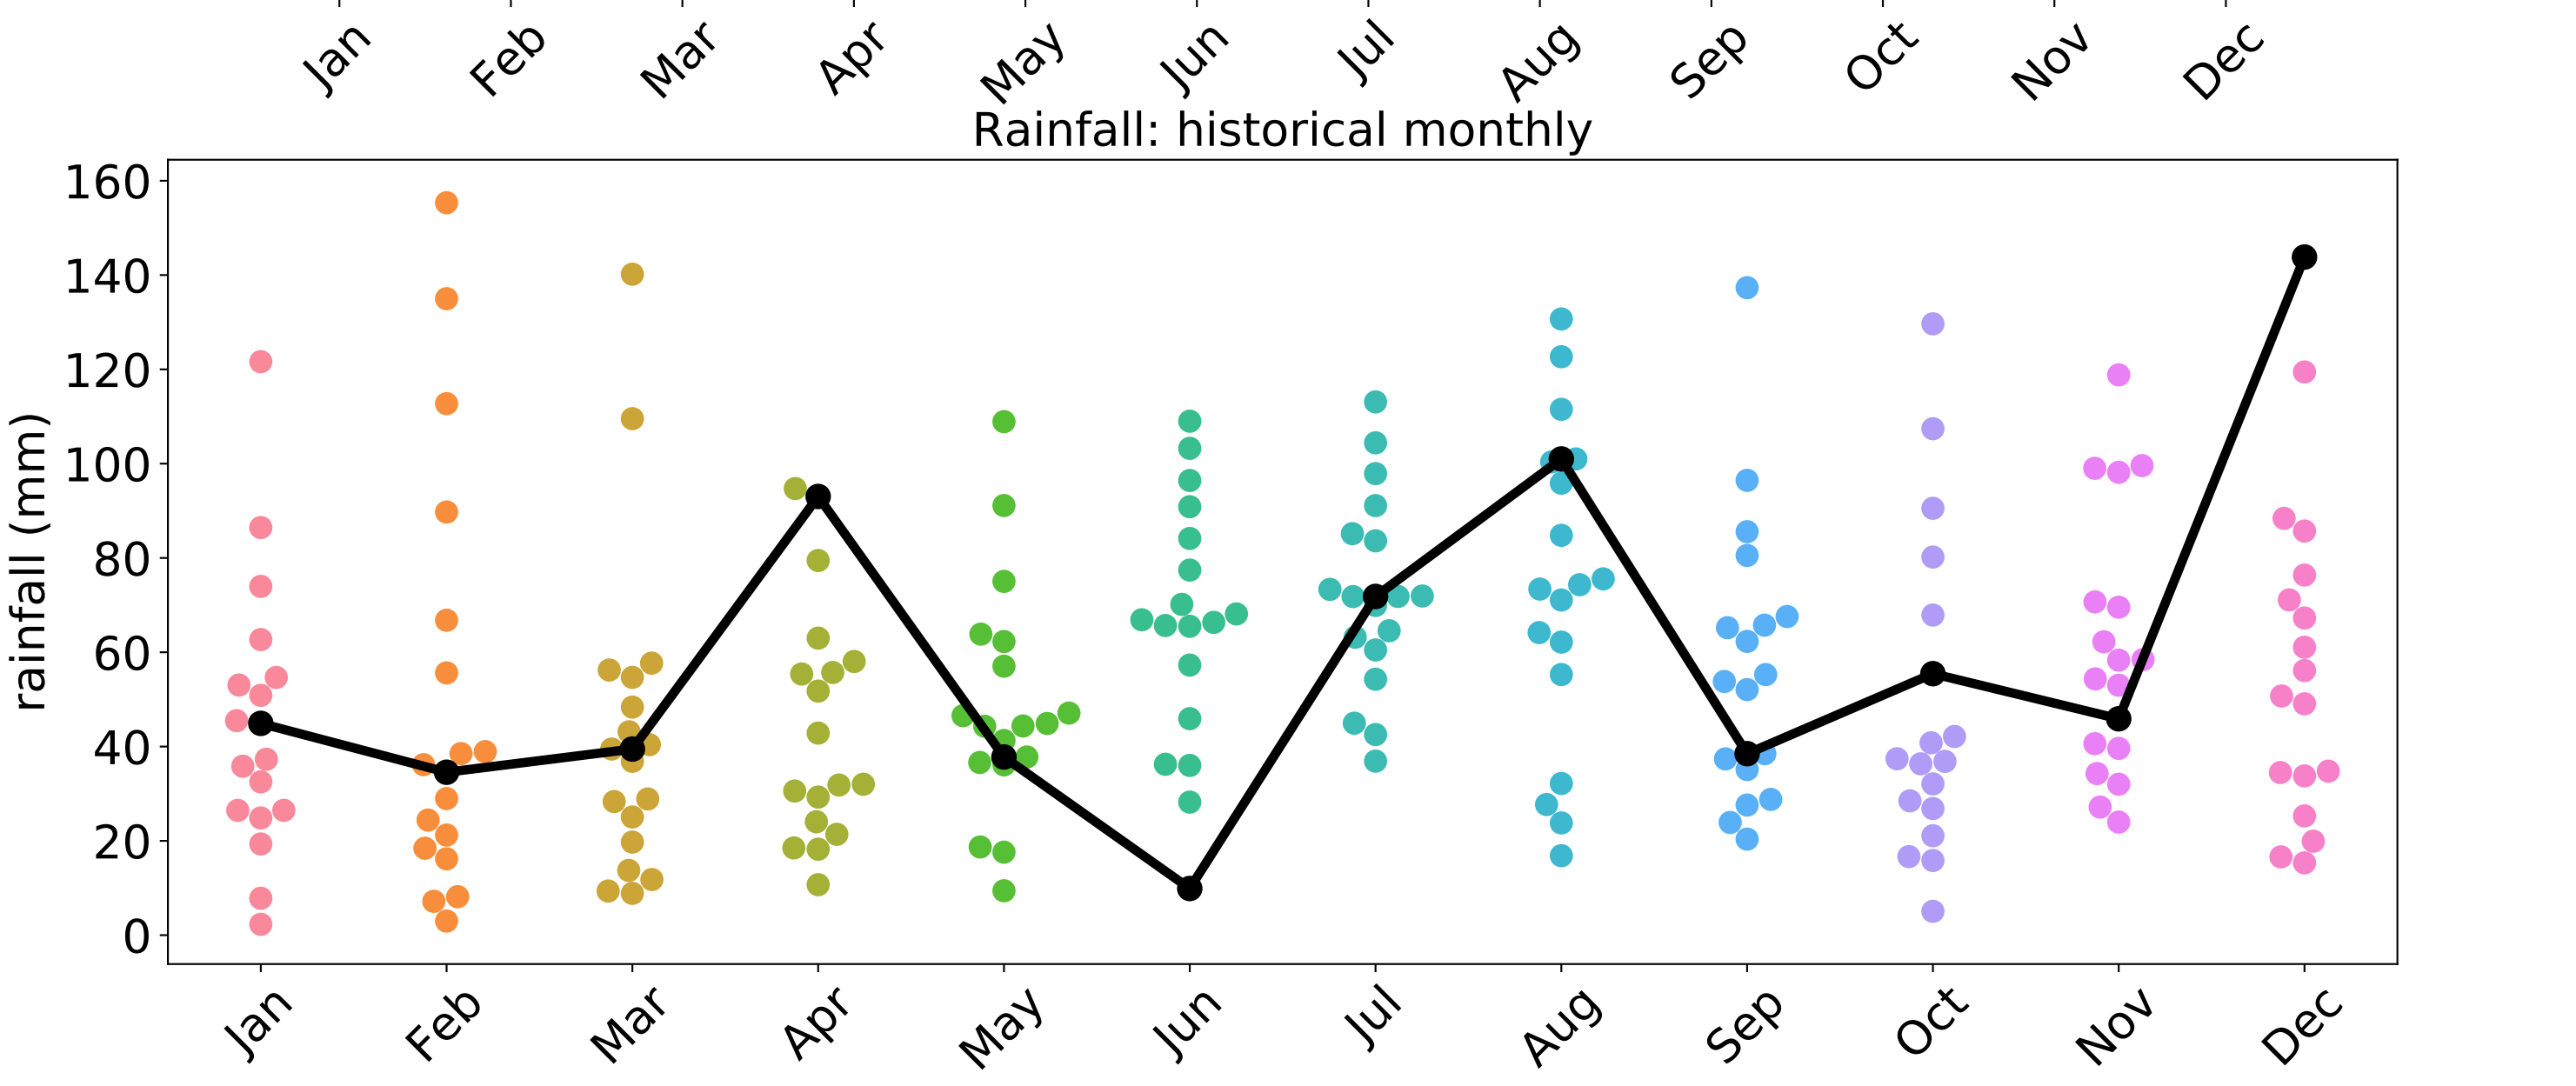 Jan Feb Mar Apr May Jun Jul Aug Sep Oct Nov Dec
Rainfall: historical monthly
160
140
120
100
80
60
40
20
0
rainfall (mm)
Jan Feb Mar Apr May Jun Jul Aug Sep Oct Nov Dec